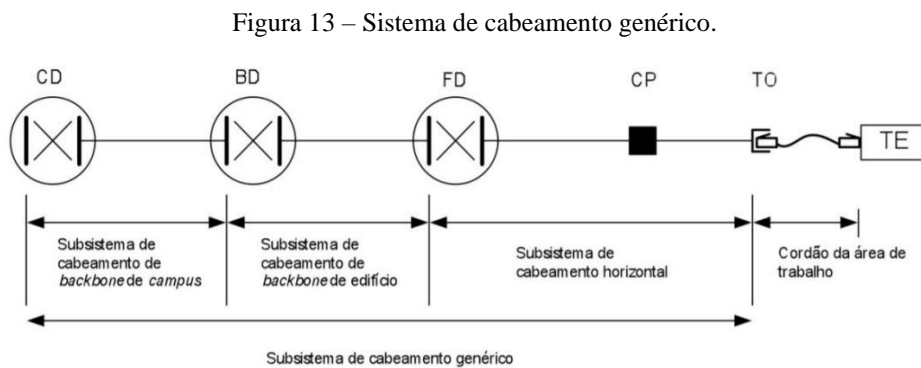 Figura 13 – Sistema de cabeamento genérico.
CD
BD
FD
CP
TO
TE
Subsistema de
cabeamento de
backbone de campus
Subsistema de
cabeamento de
backbone de edifício
Subsistema de
cabeamento horizontal
Cordão da área de
trabalho
Subsistema de cabeamento genérico